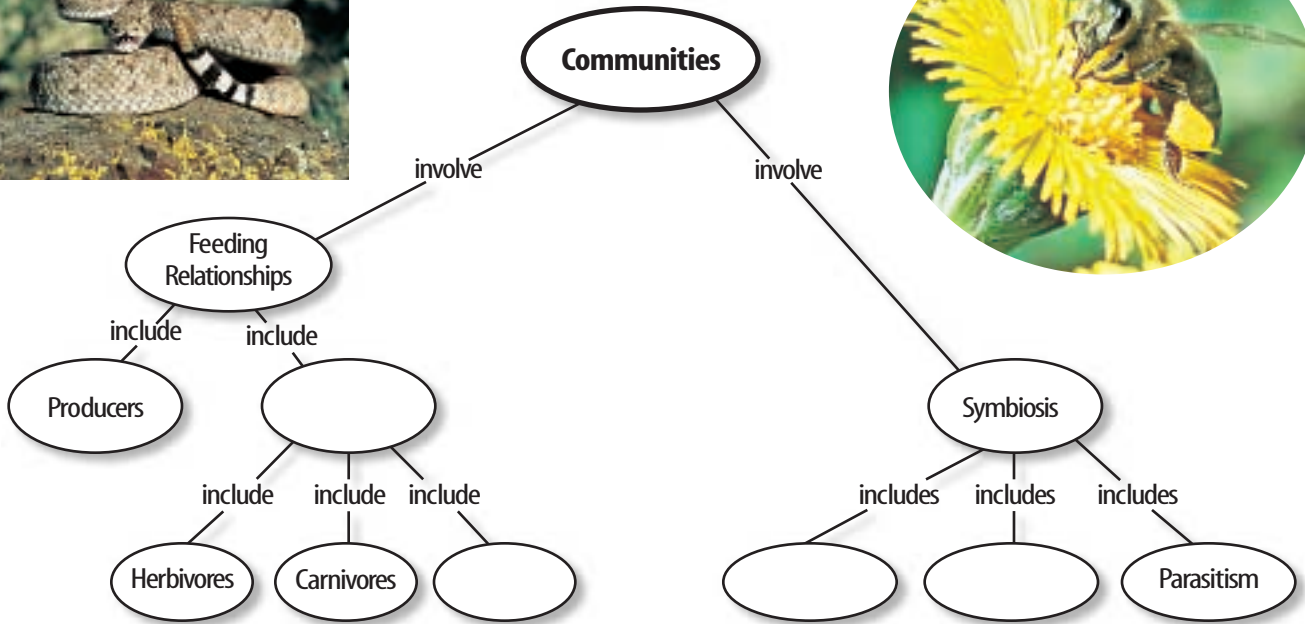 Communities
involve
involve
Feeding
Relationships
include
include
Producers
Symbiosis
include
include
include
includes
includes
includes
Herbivores
Carnivores
Parasitism